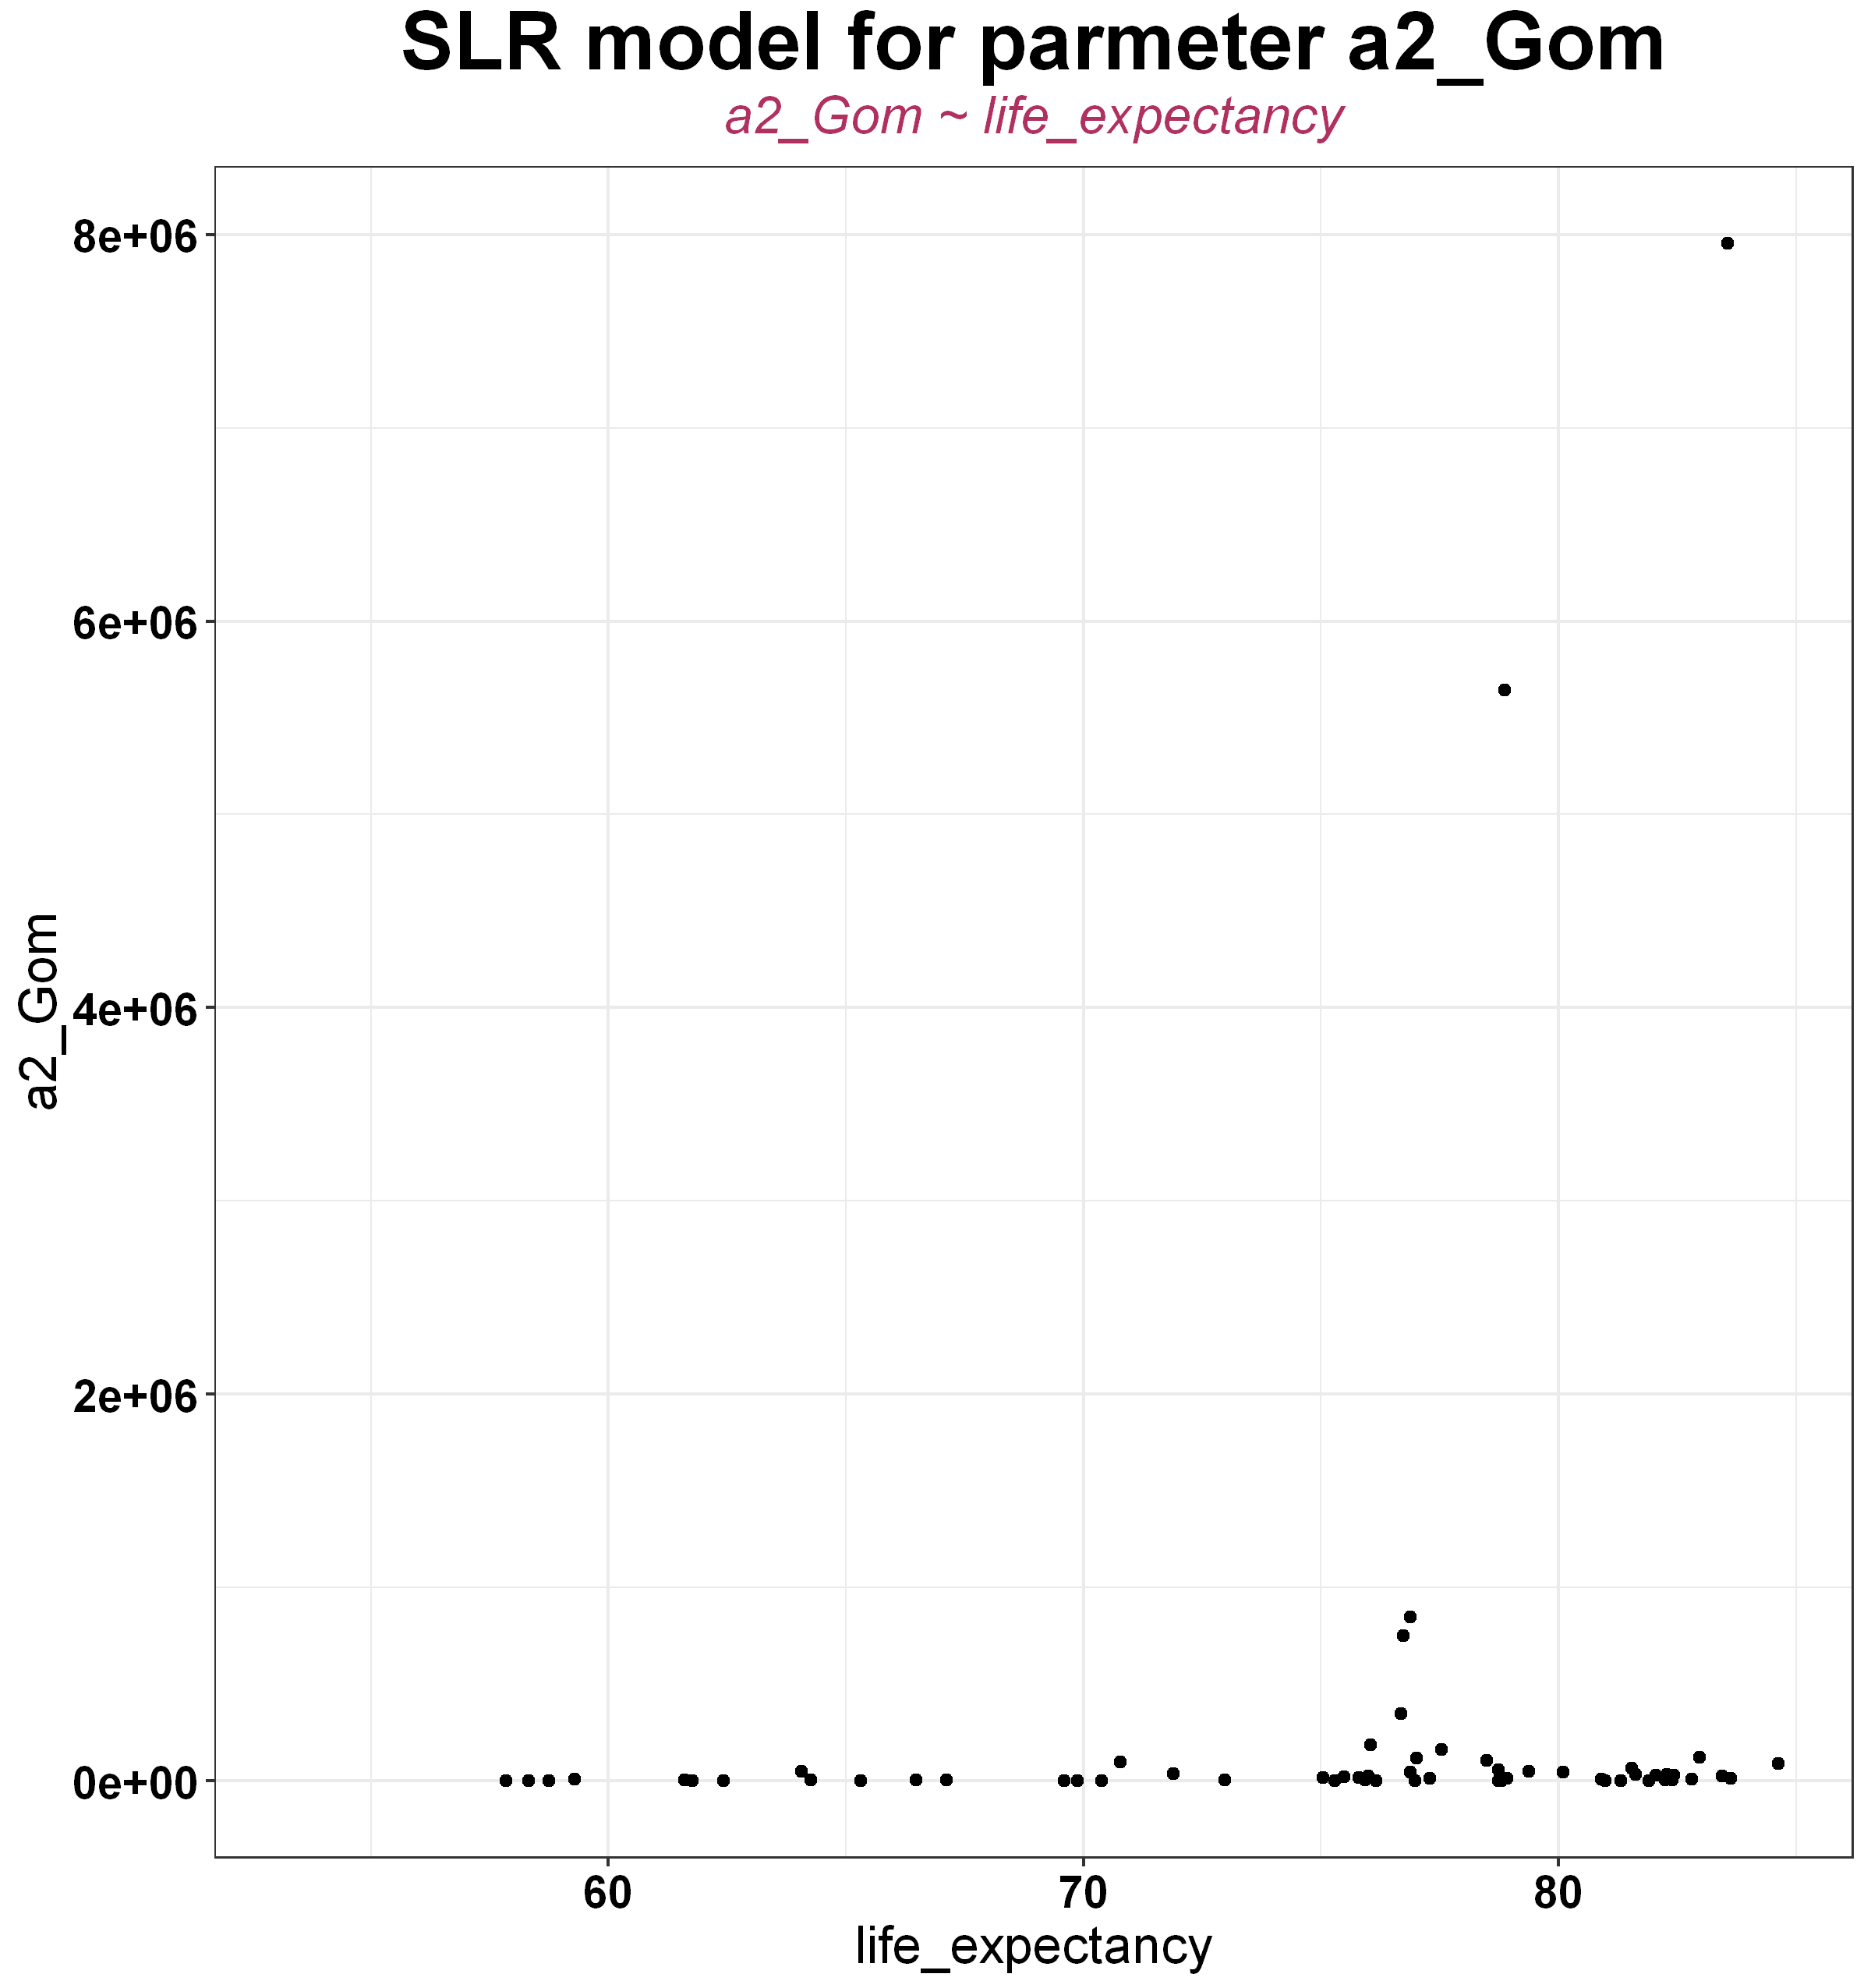 SLR model for parmeter a2_Gom
a2_Gom ~ life_expectancy
8e+06
6e+06
4e+06
2e+06
0e+00
a2_Gom
60 70 80
life_expectancy